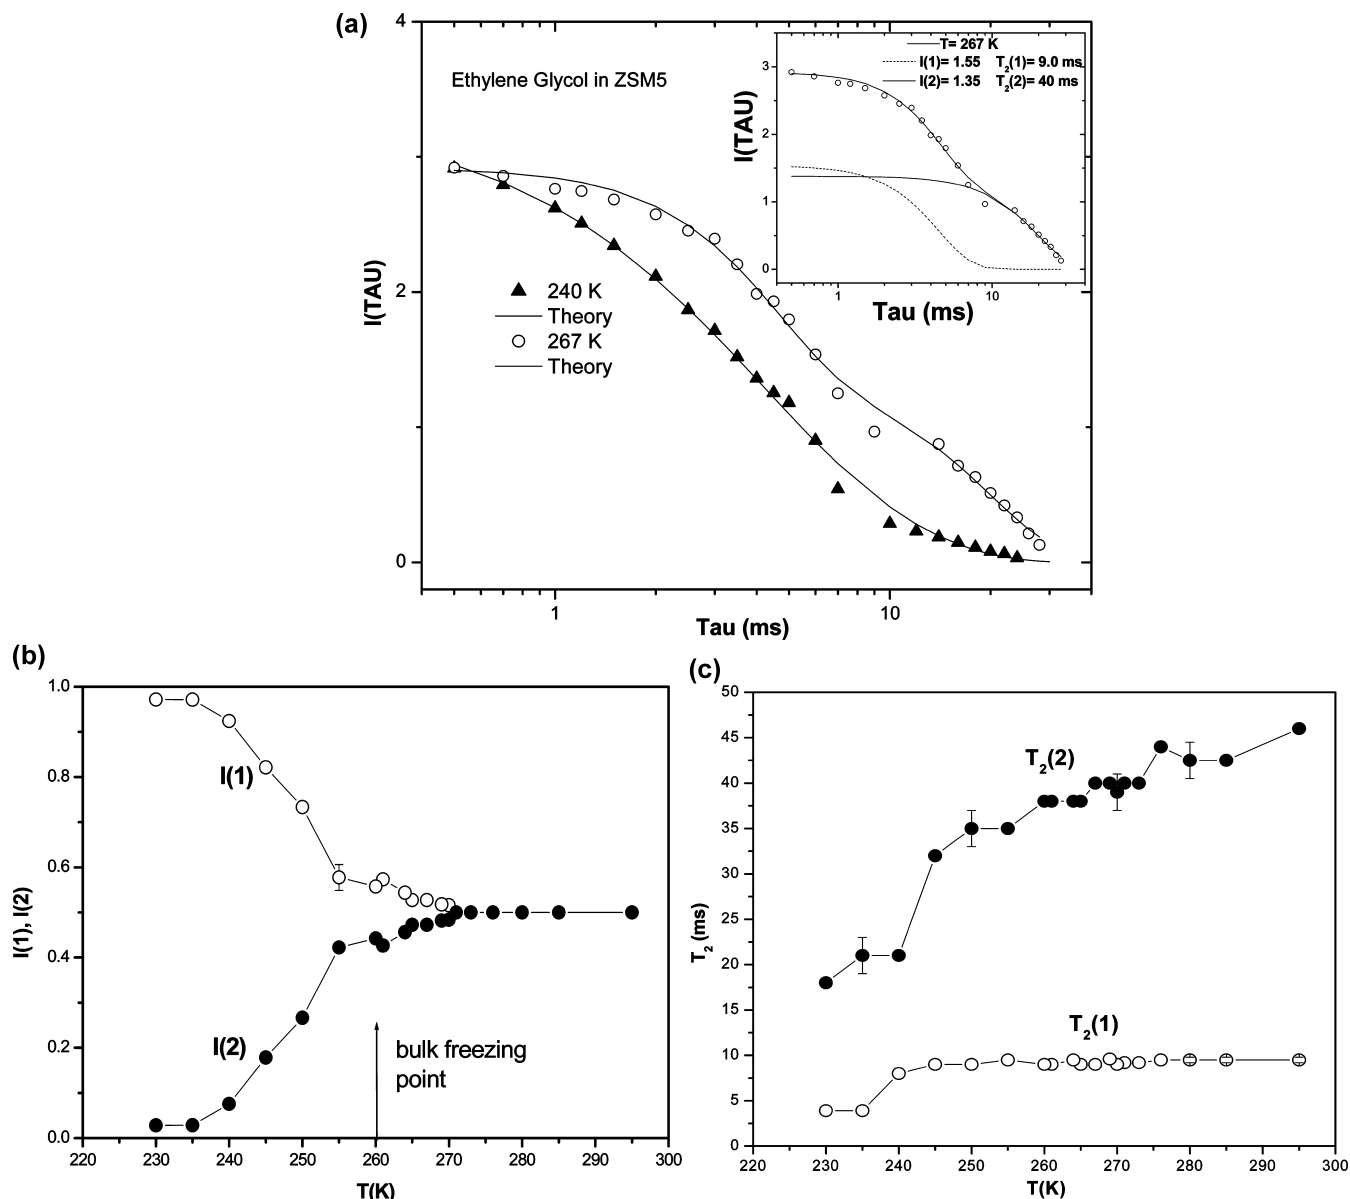 (a)
4
2
0
I(TAU)
Ethylene Glycol in ZSM5
240 K
Theory
267 K
Theory
1
10
Tau (ms)
T= 267 K
I(1)= 1.55 T2(1)= 9.0 ms
I(2)= 1.35 T2(2)= 40 ms
3
2
1
0
I(TAU)
1
10
Tau (ms)
(b)
1.0
0.8
0.6
0.4
0.2
0.0
I(1), I(2)
I(1)
I(2)
bulk freezing
point
220 230 240 250 260 270 280 290 300
T(K)
(c)
50
45
40
35
30
25
20
15
10
5
0
T2 (ms)
T2(2)
T2(1)
220 230 240 250 260 270 280 290 300
T(K)